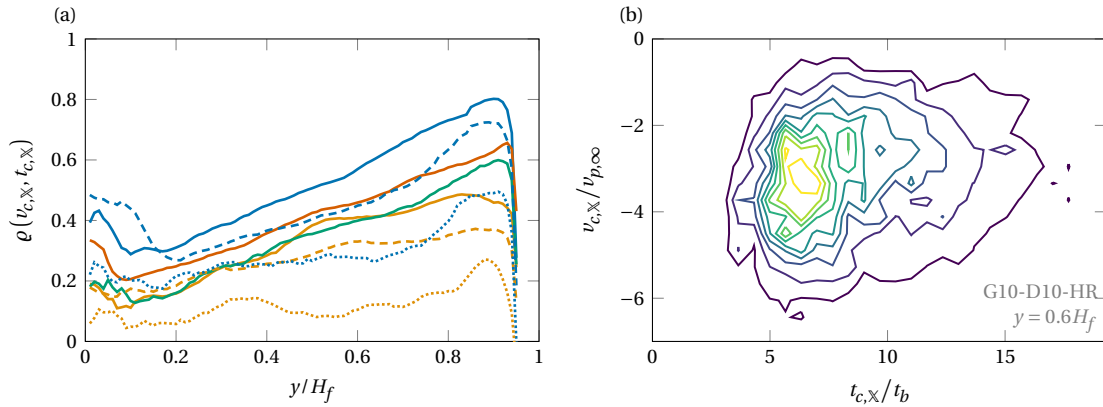 (a)
(b)
1
0.8
0.6
0.4
0.2
0
ϱ (v_{c,𝕏}, t_{c,𝕏})
0
0.2
0.4
0.6
0.8
1
y/H_f
0
−2
−4
−6
v_{c,𝕏}/v_{p,∞}
G10-D10-HR
y = 0.6H_f
0
5
10
15
t_{c,𝕏}/t_b